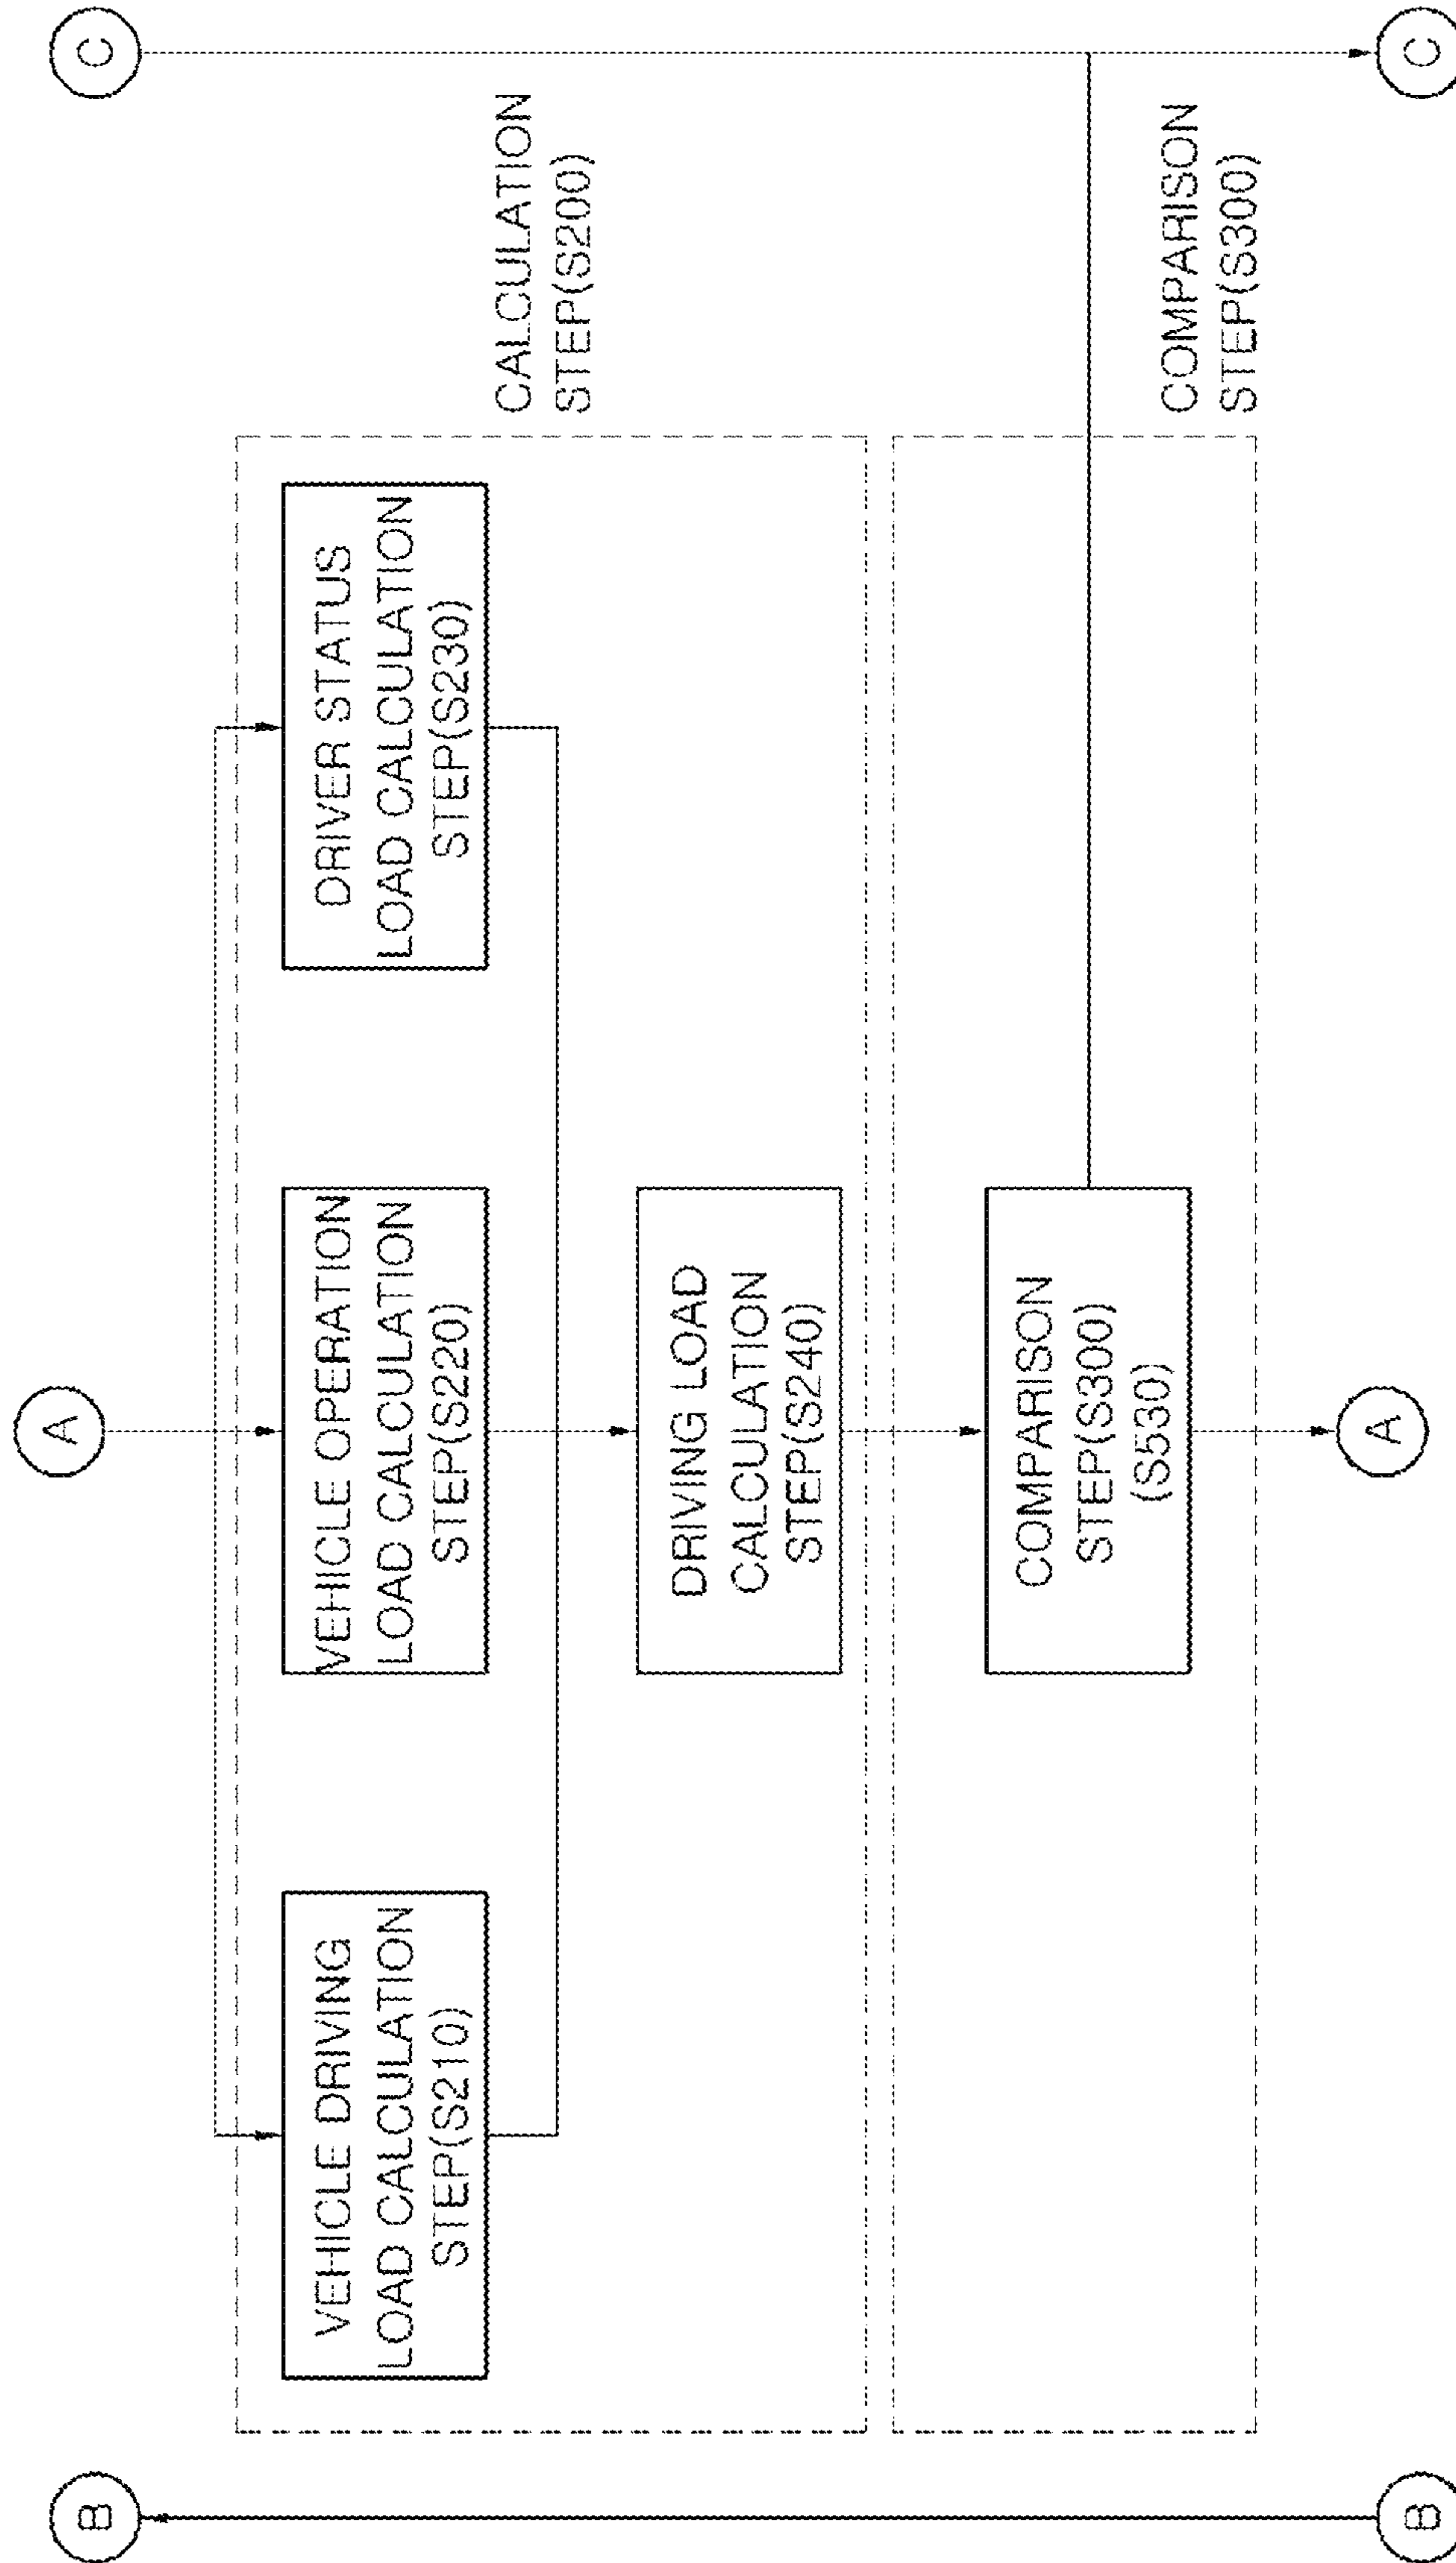 B
A
C
VEHICLE DRIVING
LOAD CALCULATION
STEP(S210)
VEHICLE OPERATION
LOAD CALCULATION
STEP(S220)
DRIVER STATUS
LOAD CALCULATION
STEP(S230)
CALCULATION
STEP(S200)
DRIVING LOAD
CALCULATION
STEP(S240)
COMPARISON
STEP(S300)
(S530)
COMPARISON
STEP(S300)
B
A
C